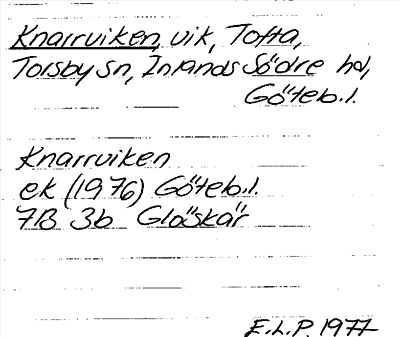 Knarrviken, vik, Tofta,
Torsby sn, Inlands Södre hd,
Göteb.l.
Knarrviken
ek (1976) Göteb.l.
7B 3b Glöskär
E.L.P. 1977